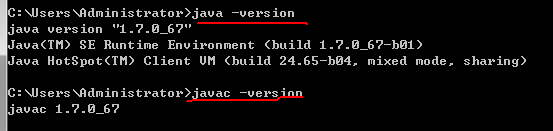 C:\Users\Administrator>java -version
java version "1.7.0_67"
Java(TM) SE Runtime Environment (build 1.7.0_67-b01)
Java HotSpot(TM) Client VM (build 24.65-b04, mixed mode, sharing)
C:\Users\Administrator>javac -version
javac 1.7.0_67